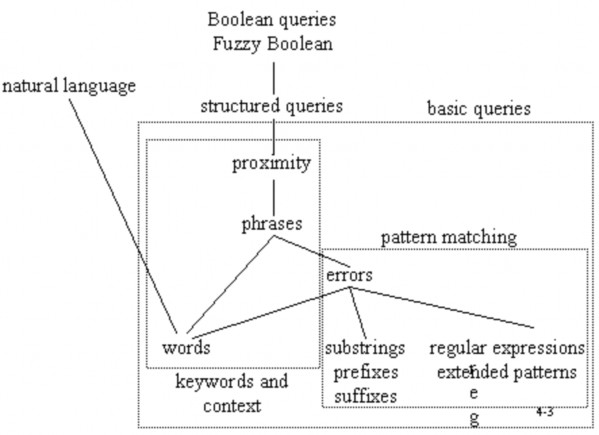 Boolean queries
Fuzzy Boolean
natural language
structured queries
basic queries
proximity
phrases
pattern matching
errors
words
substrings
regular expressions
prefixes
extended patterns
suffixes
keywords and
context
e
g
4-3